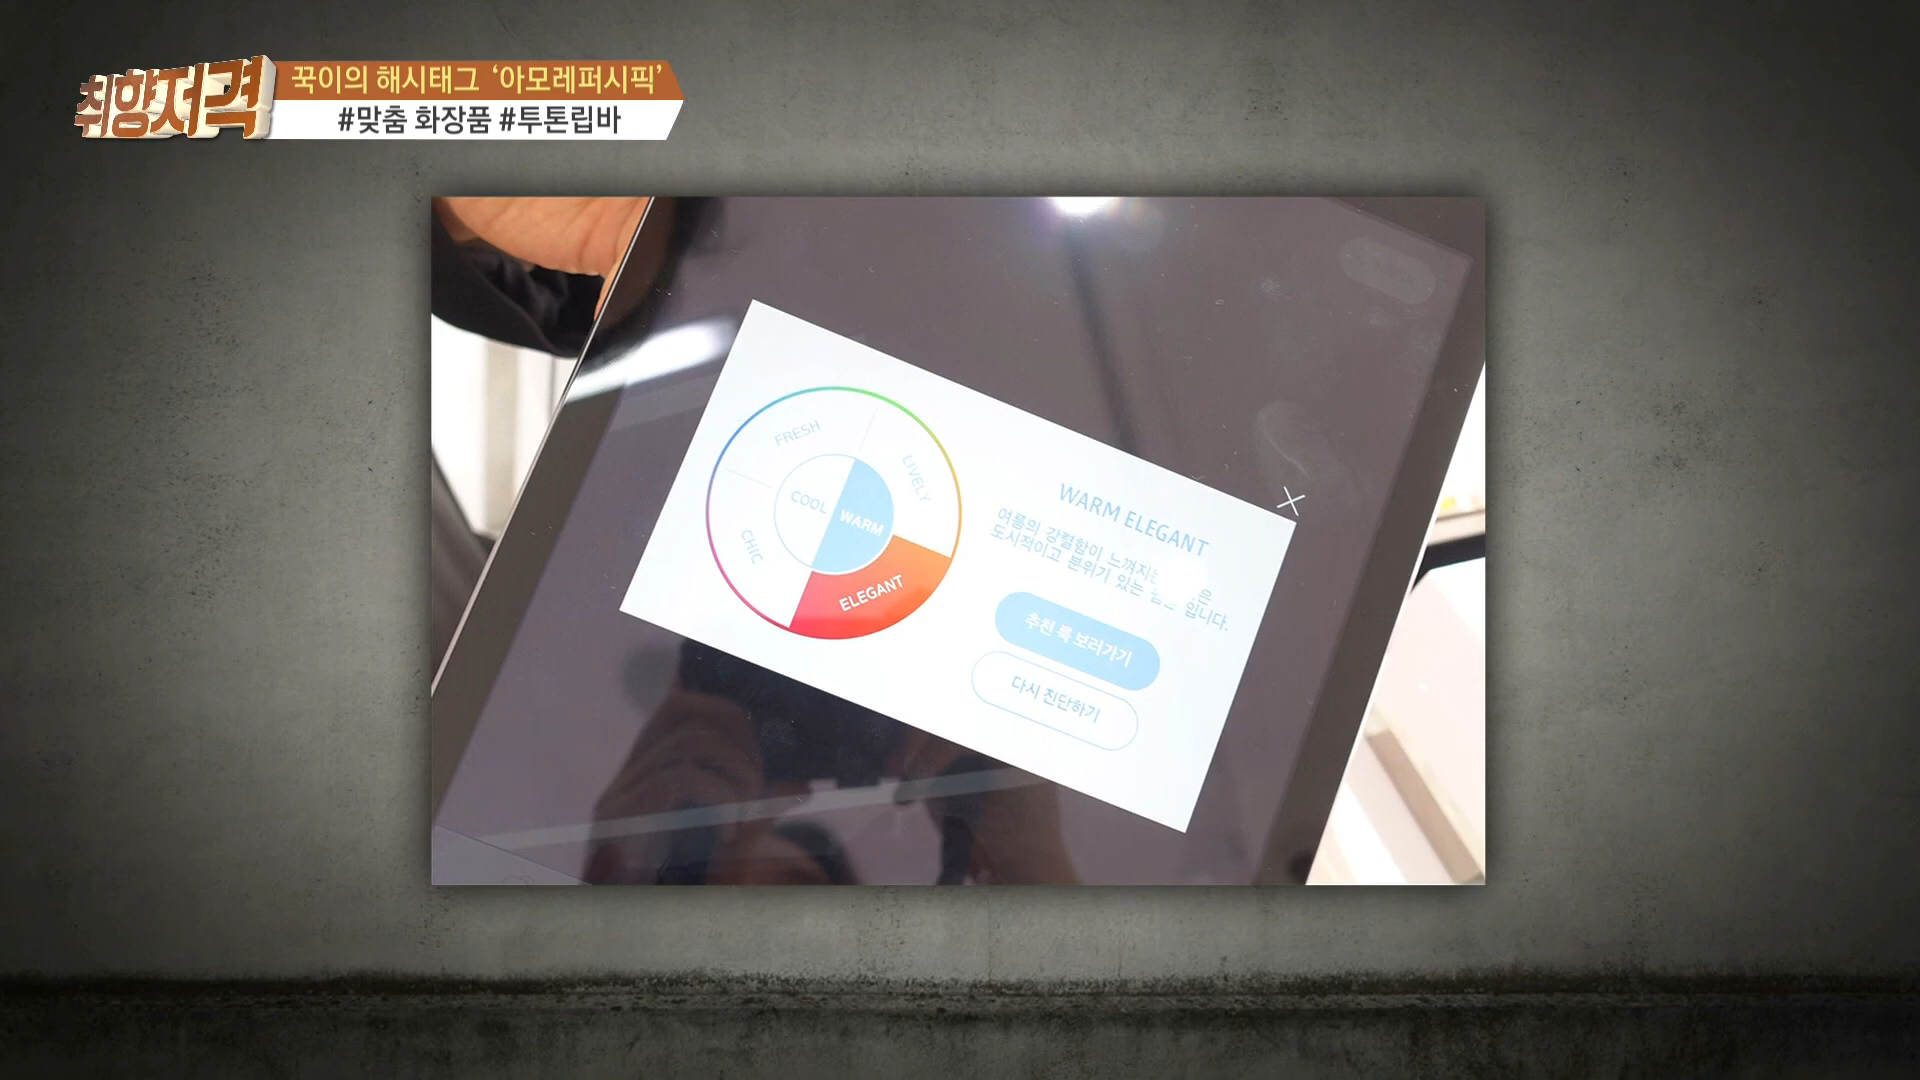 취향저격
꾹이의 해시태그 ‘아모레퍼시픽’
#맞춤 화장품 #투톤립바
FRESH
LIVELY
COOL
WARM
CHIC
ELEGANT
WARM ELEGANT
여름의 강렬함이 느껴지는
도시적이고 분위기 있는 입니다.
추천 룩 보러가기
다시 진단하기